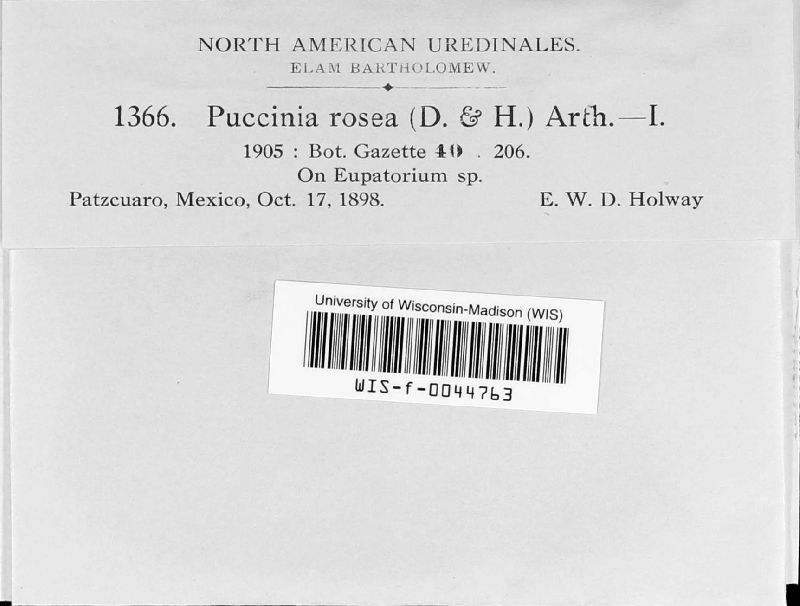 NORTH AMERICAN UREDINALES.
ELAM BARTHOLOMEW.
1366. Puccinia rosea (D. & H.) Arth.—I.
1905 : Bot. Gazette 40 . 206.
On Eupatorium sp.
Patzcuaro, Mexico, Oct. 17, 1898. E. W. D. Holway
University of Wisconsin-Madison (WIS)
WIS-f-0044763